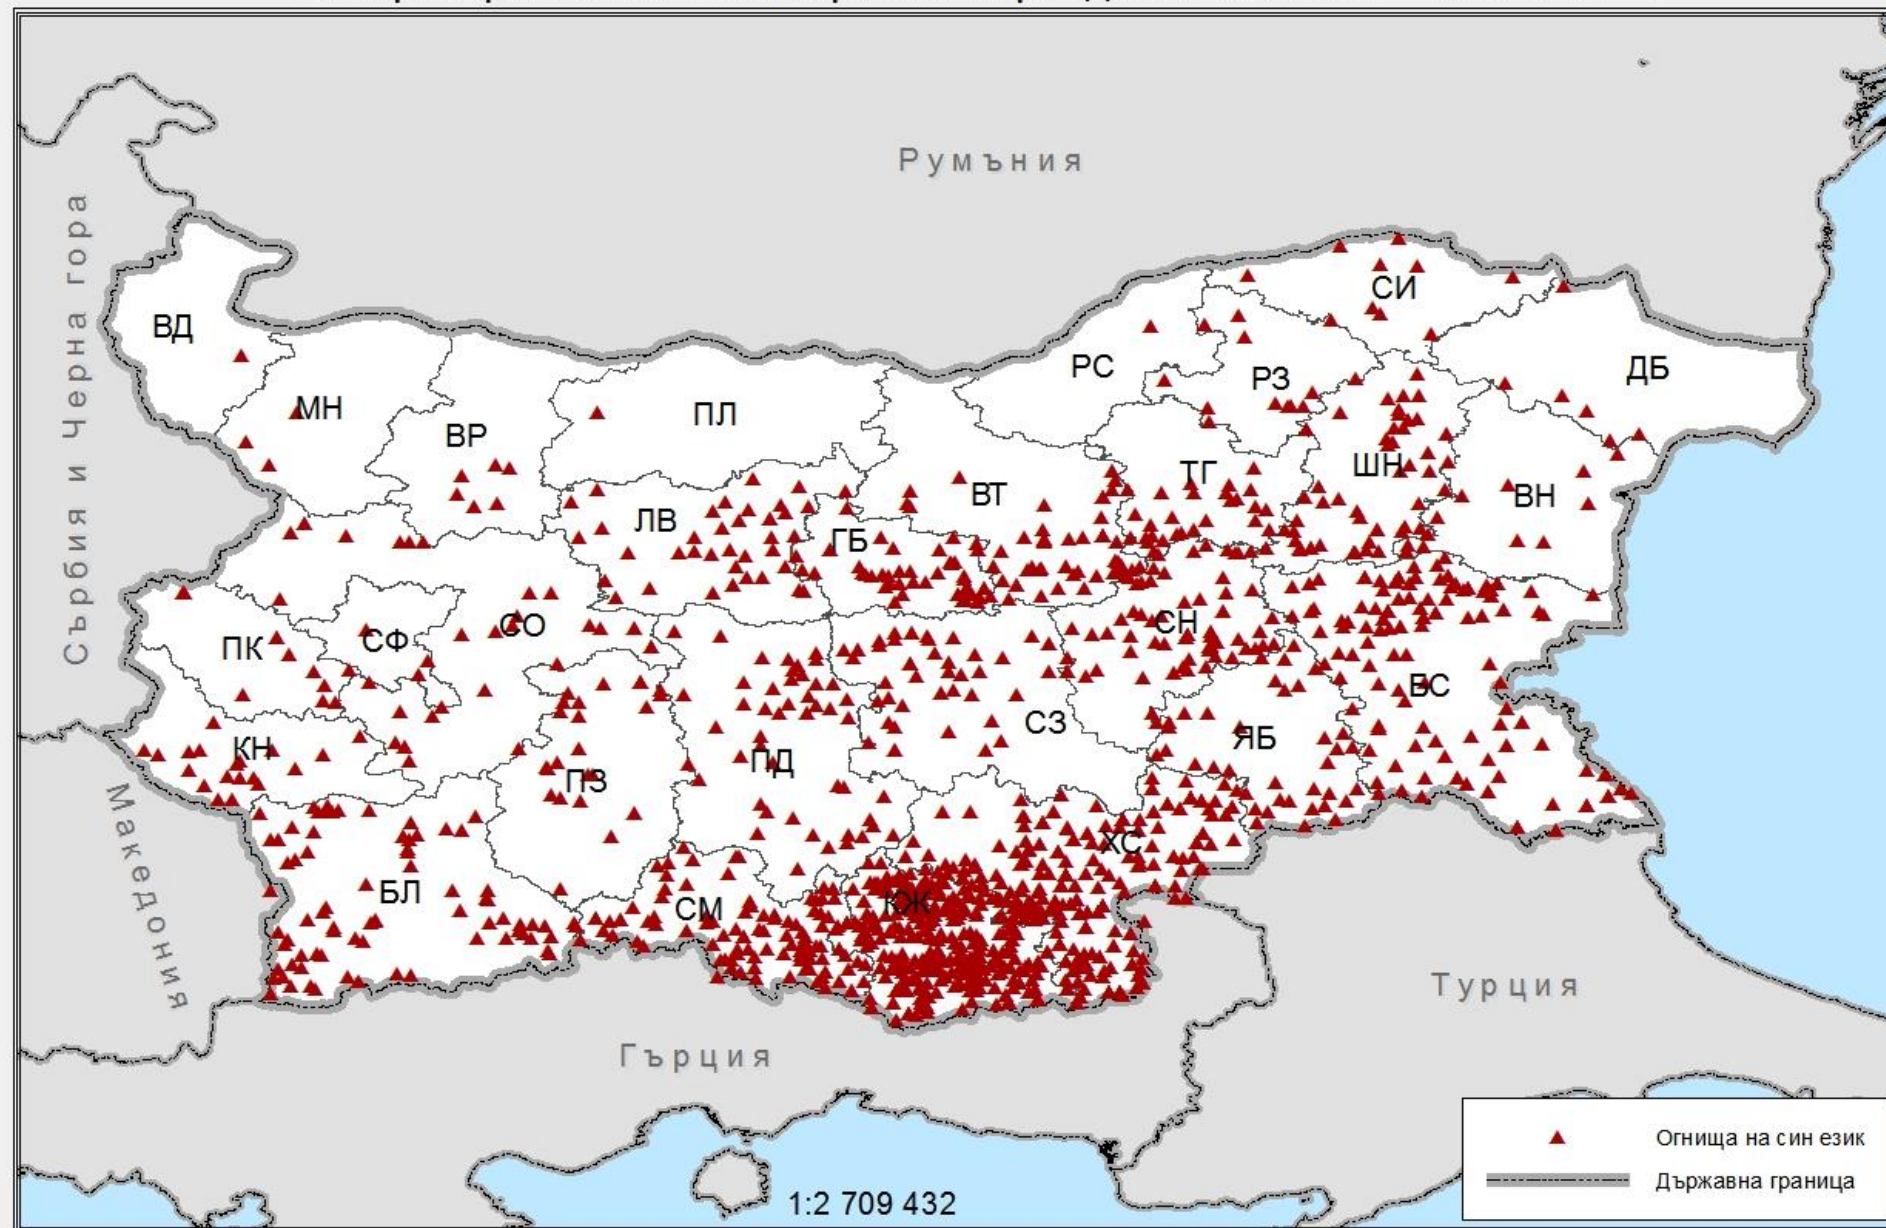 Румъния
Сърбия и Черна гора
Македония
Гърция
Турция
ВД
МН
ВР
ПЛ
РС
СИ
РЗ
ДБ
ЛВ
ГБ
ВТ
ТГ
ШН
ВН
ПК
СФ
СО
СН
БС
КН
ПЗ
ПД
СЗ
ЯБ
БЛ
СМ
КЖ
ХС
1:2 709 432
Огнища на син език
Държавна граница